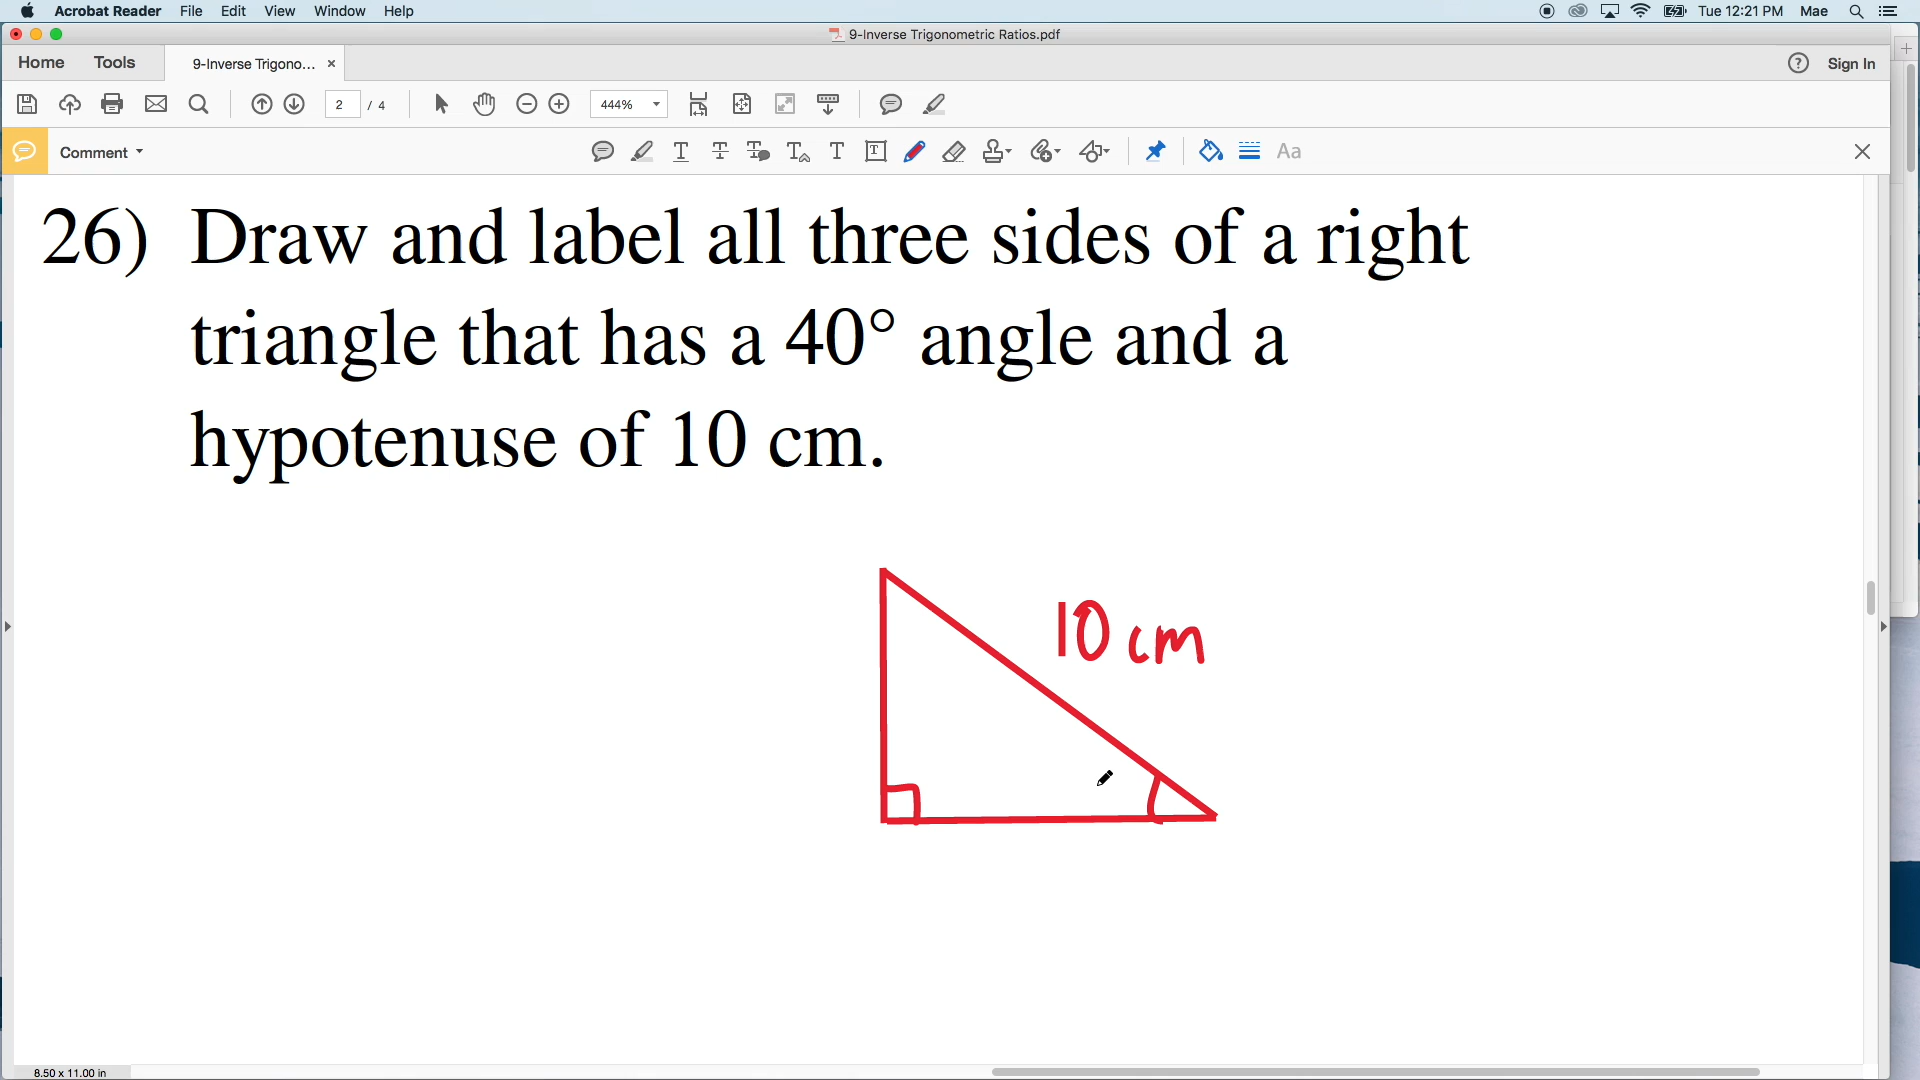 Acrobat Reader File Edit View Window Help Tue 12:21 PM Mae
9-Inverse Trigonometric Ratios.pdf
Home Tools 9-Inverse Trigono... × ? Sign In
2 / 4 444%
Comment T T T T T T Aa
26) Draw and label all three sides of a right
triangle that has a 40° angle and a
hypotenuse of 10 cm.
10 cm
8.50 x 11.00 in